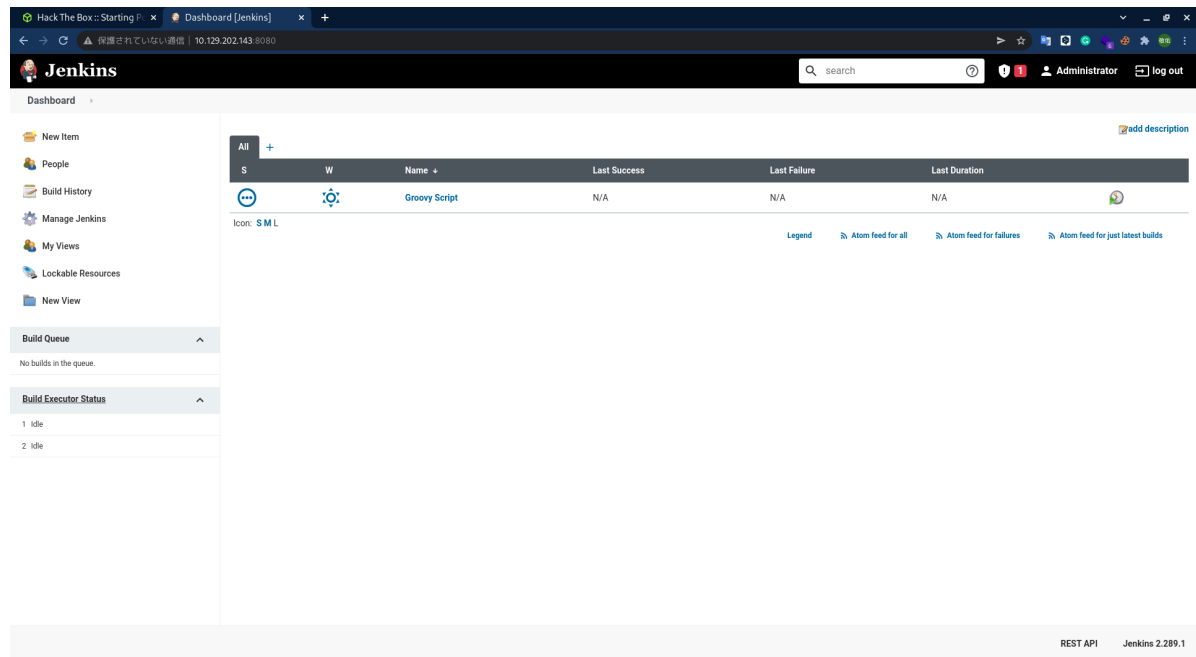 Hack The Box :: Starting Po
Dashboard [Jenkins]
保護されていない通信 | 10.129.202.143:8080
Jenkins
search
1
Administrator
log out
Dashboard
New Item
People
Build History
Manage Jenkins
My Views
Lockable Resources
New View
Build Queue
No builds in the queue.
Build Executor Status
1 Idle
2 Idle
add description
All +
S W Name ↓ Last Success Last Failure Last Duration
Groovy Script N/A N/A N/A
Icon: S M L
Legend Atom feed for all Atom feed for failures Atom feed for just latest builds
REST API Jenkins 2.289.1